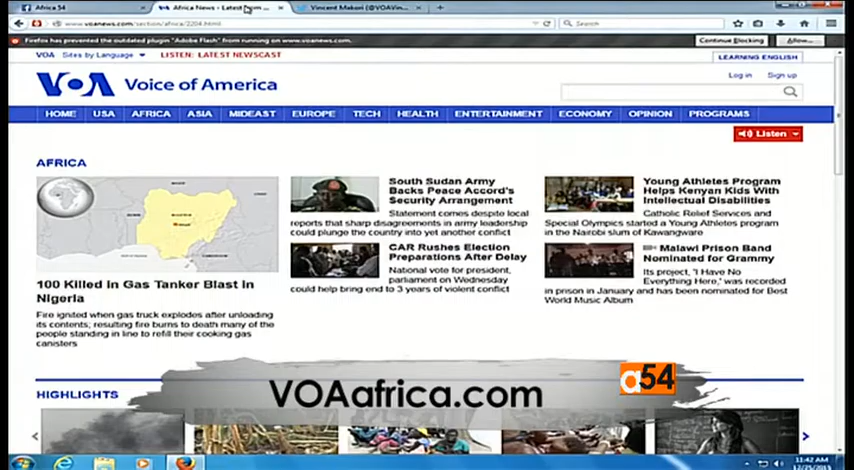 Africa 54
Africa News - Latest from ...
Vincent Makori (@VOAVin...
www.voanews.com/section/africa/2204.html
Search
Firefox has prevented the outdated plugin "Adobe Flash" from running on www.voanews.com.
Continue Blocking
Allow...
VOA Sites by Language
LISTEN: LATEST NEWSCAST
LEARNING ENGLISH
VOA Voice of America
Log in Sign up
HOME USA AFRICA ASIA MIDEAST EUROPE TECH HEALTH ENTERTAINMENT ECONOMY OPINION PROGRAMS
Listen
AFRICA
100 Killed in Gas Tanker Blast in
Nigeria
Fire ignited when gas truck explodes after unloading
its contents; resulting fire burns to death many of the
people standing in line to refill their cooking gas
canisters
South Sudan Army
Backs Peace Accord's
Security Arrangement
Statement comes despite local
reports that sharp disagreements in army leadership
could plunge the country into yet another conflict
CAR Rushes Election
Preparations After Delay
National vote for president,
parliament on Wednesday
could help bring end to 3 years of violent conflict
Young Athletes Program
Helps Kenyan Kids With
Intellectual Disabilities
Catholic Relief Services and
Special Olympics started a Young Athletes program
in the Nairobi slum of Kawangware
Malawi Prison Band
Nominated for Grammy
Its project, 'I Have No
Everything Here,' was recorded
in prison in January and has been nominated for Best
World Music Album
HIGHLIGHTS
VOAafrica.com
a54
11:42 AM
12/25/2015